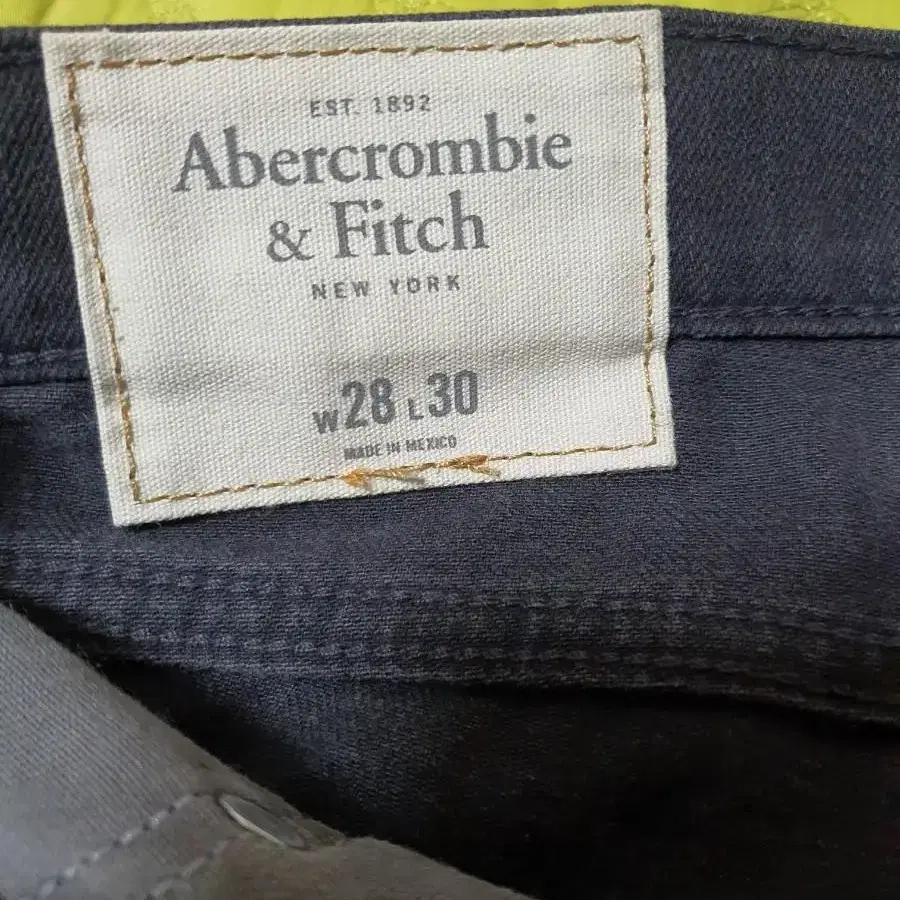 EST. 1892
Abercrombie
& Fitch
NEW YORK
W28 L30
MADE IN MEXICO